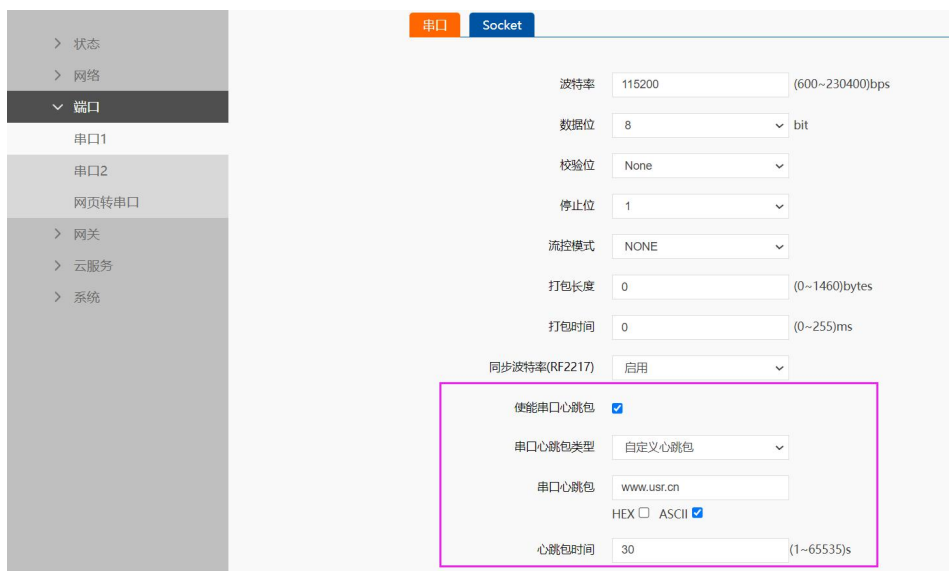 串口 Socket
状态
网络
端口
串口1
串口2
网页转串口
网关
云服务
系统
波特率 115200 (600~230400)bps
数据位 8 bit
校验位 None
停止位 1
流控模式 NONE
打包长度 0 (0~1460)bytes
打包时间 0 (0~255)ms
同步波特率(RF2217) 启用
使能串口心跳包
串口心跳包类型 自定义心跳包
串口心跳包 www.usr.cn
HEX ASCII
心跳包时间 30 (1~65535)s